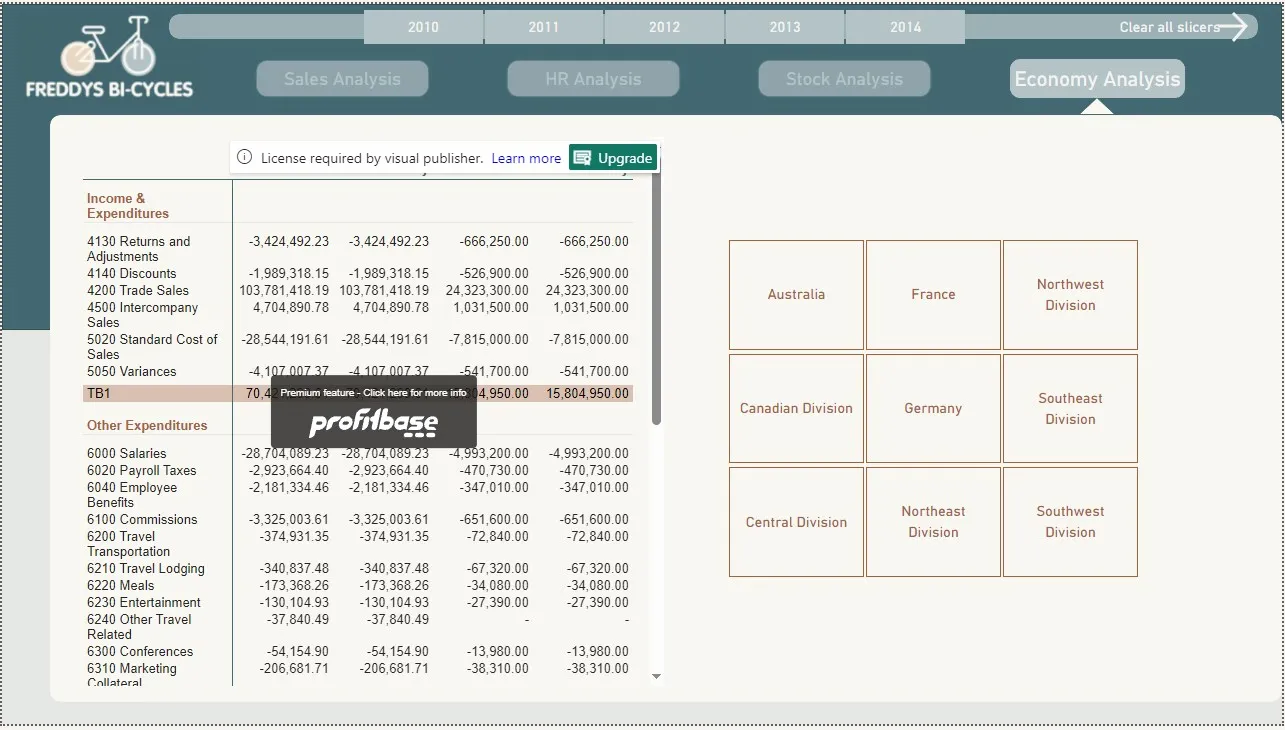 2010 2011 2012 2013 2014 Clear all slicers
FREDDYS BI-CYCLES
Sales Analysis HR Analysis Stock Analysis Economy Analysis
License required by visual publisher. Learn more Upgrade
Income &
Expenditures
4130 Returns and -3,424,492.23 -3,424,492.23 -666,250.00 -666,250.00
Adjustments
4140 Discounts -1,989,318.15 -1,989,318.15 -526,900.00 -526,900.00
4200 Trade Sales 103,781,418.19 103,781,418.19 24,323,300.00 24,323,300.00
4500 Intercompany 4,704,890.78 4,704,890.78 1,031,500.00 1,031,500.00
Sales
5020 Standard Cost of -28,544,191.61 -28,544,191.61 -7,815,000.00 -7,815,000.00
Sales
5050 Variances -4,107,007.37 -4,107,007.37 -541,700.00 -541,700.00
TB1 15,804,950.00
Premium feature - Click here for more info
profitbase
Other Expenditures
6000 Salaries -28,704,089.23 -28,704,089.23 -4,993,200.00 -4,993,200.00
6020 Payroll Taxes -2,923,664.40 -2,923,664.40 -470,730.00 -470,730.00
6040 Employee -2,181,334.46 -2,181,334.46 -347,010.00 -347,010.00
Benefits
6100 Commissions -3,325,003.61 -3,325,003.61 -651,600.00 -651,600.00
6200 Travel -374,931.35 -374,931.35 -72,840.00 -72,840.00
Transportation
6210 Travel Lodging -340,837.48 -340,837.48 -67,320.00 -67,320.00
6220 Meals -173,368.26 -173,368.26 -34,080.00 -34,080.00
6230 Entertainment -130,104.93 -130,104.93 -27,390.00 -27,390.00
6240 Other Travel -37,840.49 -37,840.49 - -
Related
6300 Conferences -54,154.90 -54,154.90 -13,980.00 -13,980.00
6310 Marketing -206,681.71 -206,681.71 -38,310.00 -38,310.00
Collateral
Australia
France
Northwest
Division
Canadian Division
Germany
Southeast
Division
Central Division
Northeast
Division
Southwest
Division